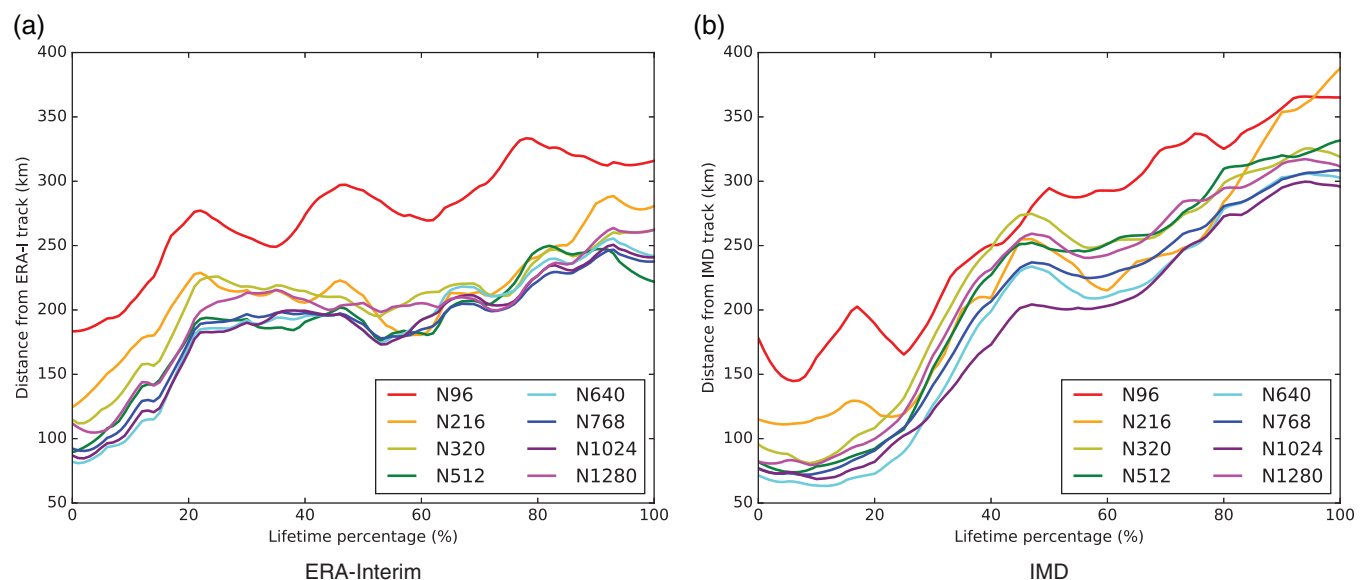 (a)
400
350
300
250
200
150
100
50
Distance from ERA-I track (km)
N96
N216
N320
N512
N640
N768
N1024
N1280
0 20 40 60 80 100
Lifetime percentage (%)
ERA-Interim
(b)
400
350
300
250
200
150
100
50
Distance from IMD track (km)
N96
N216
N320
N512
N640
N768
N1024
N1280
0 20 40 60 80 100
Lifetime percentage (%)
IMD